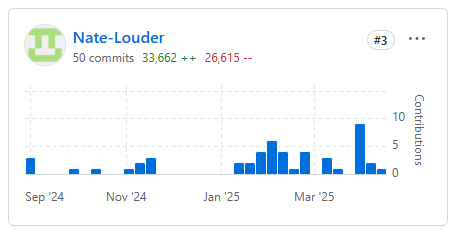 Nate-Louder
#3
50 commits 33,662 ++ 26,615 --
10
5
0
Contributions
Sep '24 Nov '24 Jan '25 Mar '25